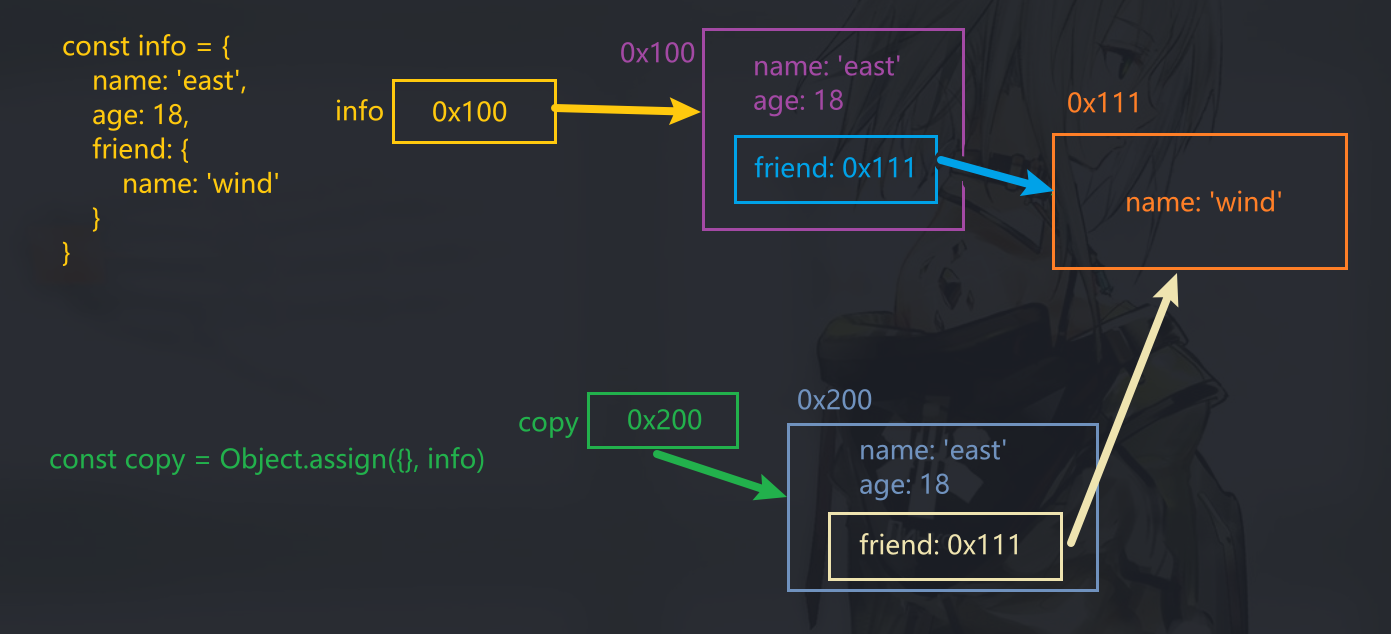 const info = {
name: 'east',
age: 18,
friend: {
name: 'wind'
}
}
info
0x100
0x100
name: 'east'
age: 18
friend: 0x111
0x111
name: 'wind'
const copy = Object.assign({}, info)
copy
0x200
0x200
name: 'east'
age: 18
friend: 0x111